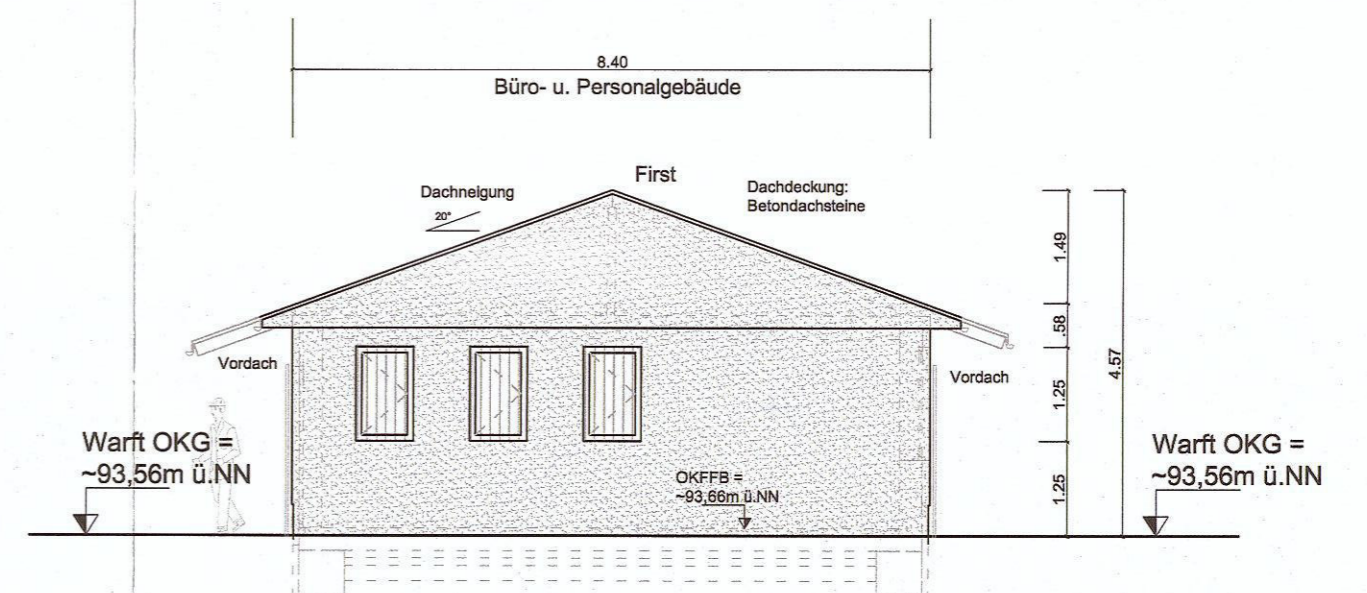 8.40
Büro- u. Personalgebäude
First
Dachneigung
20°
Dachdeckung:
Betondachsteine
1.49
.58
4.57
1.25
1.25
Vordach
Vordach
Warft OKG =
~93,56m ü.NN
OKFFB =
~93,66m ü.NN
Warft OKG =
~93,56m ü.NN